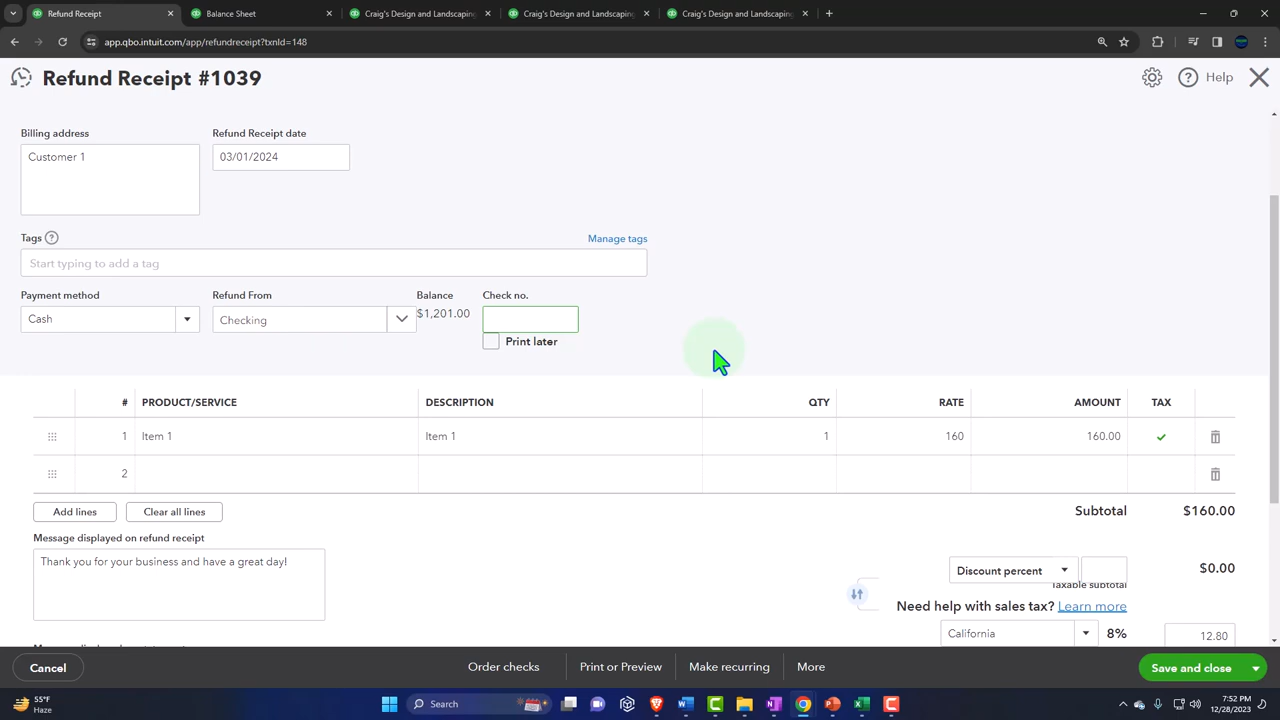 Refund Receipt
Balance Sheet
Craig's Design and Landscaping
Craig's Design and Landscaping
Craig's Design and Landscaping
app.qbo.intuit.com/app/refundreceipt?txnId=148
Refund Receipt #1039
Help
Billing address
Refund Receipt date
Customer 1
03/01/2024
Tags
Manage tags
Start typing to add a tag
Payment method
Refund From
Balance
Check no.
Cash
Checking
$1,201.00
Print later
# PRODUCT/SERVICE DESCRIPTION QTY RATE AMOUNT TAX
1 Item 1 Item 1 1 160 160.00
2
Add lines
Clear all lines
Subtotal $160.00
Message displayed on refund receipt
Thank you for your business and have a great day!
Discount percent
$0.00
Taxable subtotal
Need help with sales tax? Learn more
California
8%
12.80
Cancel
Order checks
Print or Preview
Make recurring
More
Save and close
55°F
Haze
Search
7:52 PM
12/28/2023